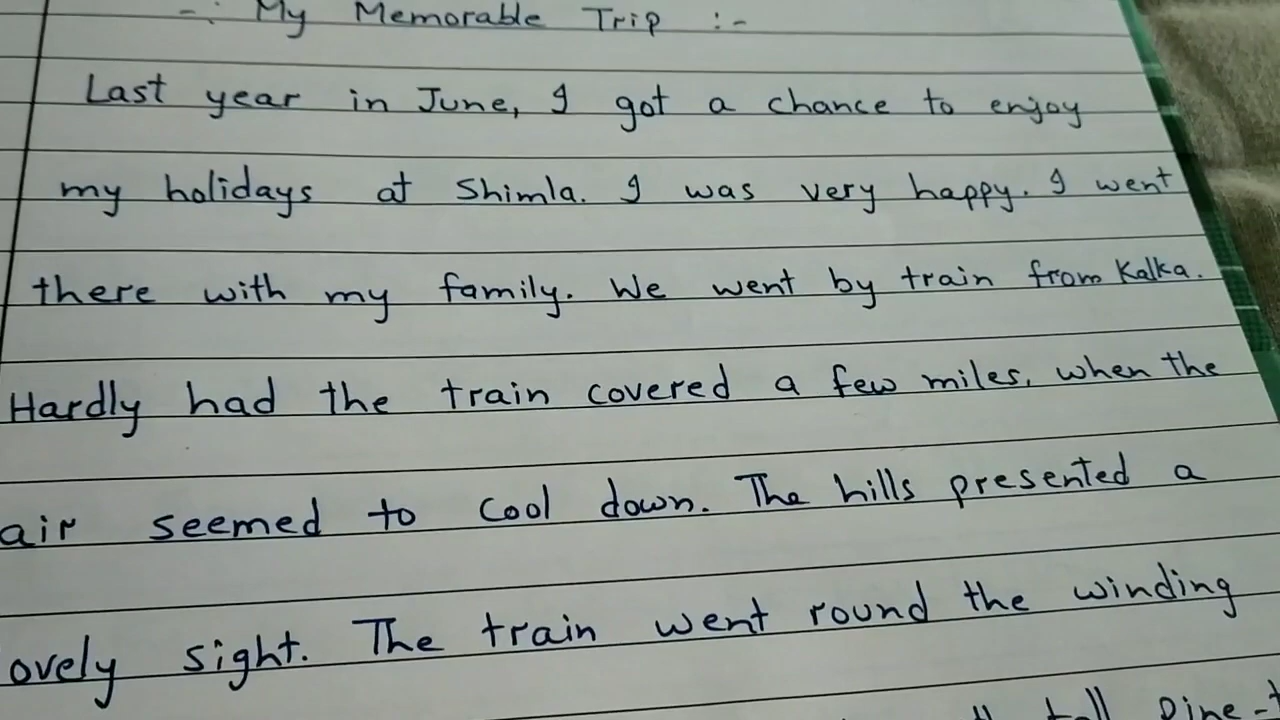 -: My Memorable Trip :-
Last year in June, I got a chance to enjoy
my holidays at Shimla. I was very happy. I went
there with my family. We went by train from Kalka.
Hardly had the train covered a few miles, when the
air seemed to cool down. The hills presented a
ovely sight. The train went round the winding
tall pine-t